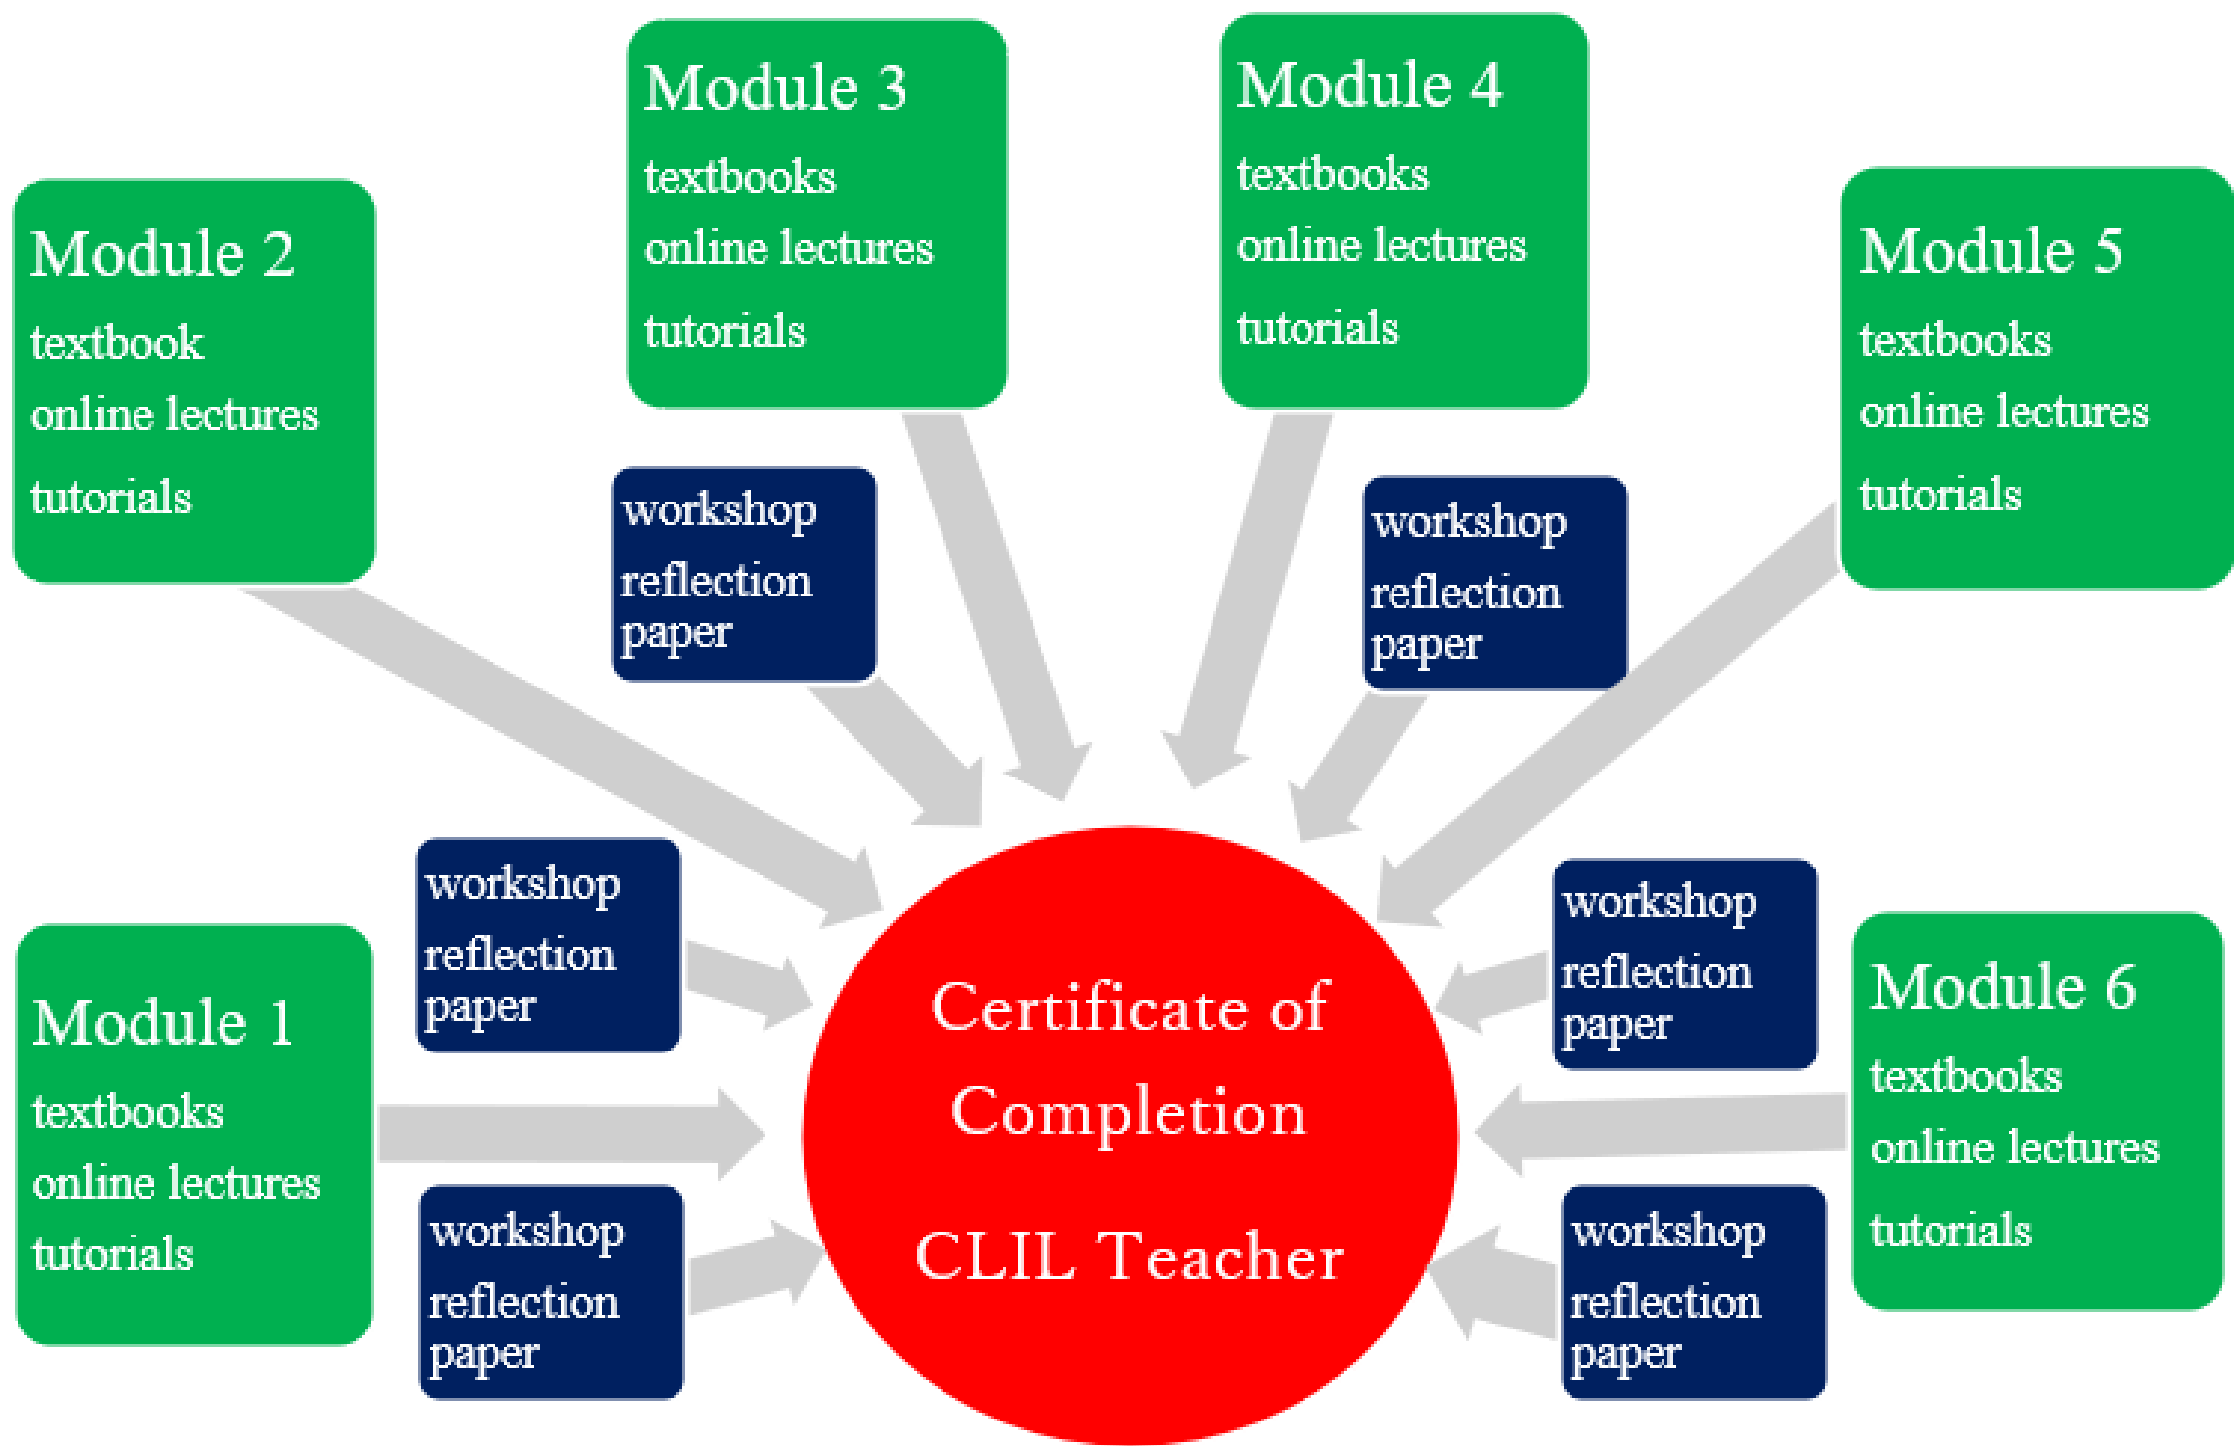 Module 3
textbooks
online lectures
tutorials
Module 4
textbooks
online lectures
tutorials
Module 2
textbook
online lectures
tutorials
Module 5
textbooks
online lectures
tutorials
workshop
reflection
paper
workshop
reflection
paper
workshop
reflection
paper
workshop
reflection
paper
Module 1
textbooks
online lectures
tutorials
Certificate of
Completion
CLIL Teacher
Module 6
textbooks
online lectures
tutorials
workshop
reflection
paper
workshop
reflection
paper